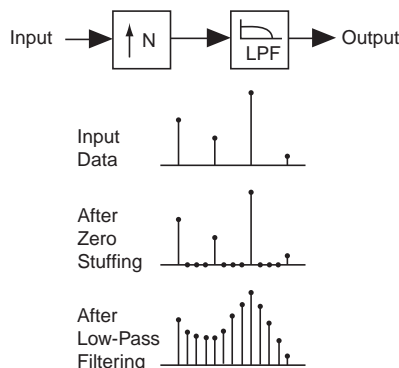 Input
↑ N
LPF
Output
Input
Data
After
Zero
Stuffing
After
Low-Pass
Filtering